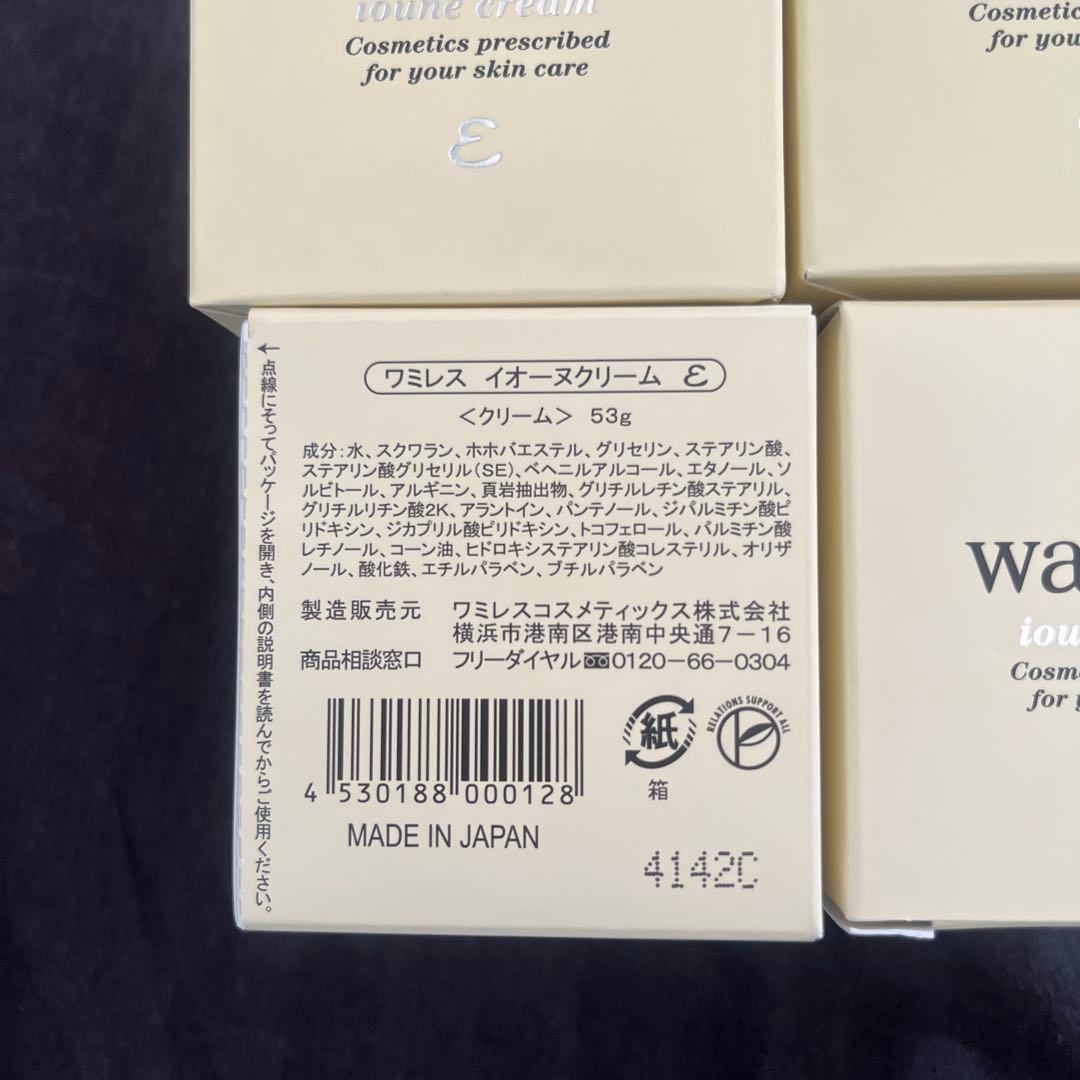 ioune cream
Cosmetics prescribed
for your skin care
ε
Cosmetic
for you
←点線にそってパッケージを開き、内側の説明書を読んでからご使用ください。
ワミレス イオーヌクリーム ε
＜クリーム＞ 53g
成分:水、スクワラン、ホホバエステル、グリセリン、ステアリン酸、
ステアリン酸グリセリル(SE)、ベヘニルアルコール、エタノール、ソ
ルビトール、アルギニン、頁岩抽出物、グリチルレチン酸ステアリル、
グリチルリチン酸2K、アラントイン、パンテノール、ジパルミチン酸ピ
リドキシン、ジカプリル酸ピリドキシン、トコフェロール、パルミチン酸
レチノール、コーン油、ヒドロキシステアリン酸コレステリル、オリザ
ノール、酸化鉄、エチルパラベン、ブチルパラベン
製造販売元 ワミレスコスメティックス株式会社
横浜市港南区港南中央通7-16
商品相談窓口 フリーダイヤル0120-66-0304
紙
箱
RELATIONS SUPPORT ALL
4 530188 000128
MADE IN JAPAN
4142C
wa
iou
Cosm
for y